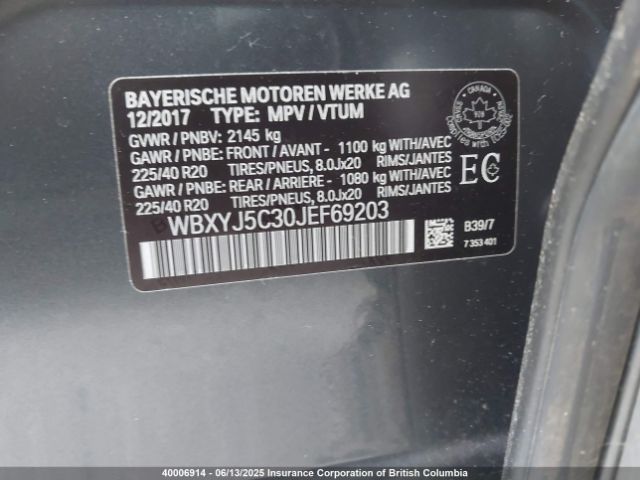 BAYERISCHE MOTOREN WERKE AG
12/2017 TYPE: MPV / VTUM
GVWR / PNBV: 2145 kg
GAWR / PNBE: FRONT / AVANT - 1100 kg WITH/AVEC
225/40 R20 TIRES/PNEUS, 8.0Jx20 RIMS/JANTES
GAWR / PNBE: REAR / ARRIERE - 1080 kg WITH/AVEC
225/40 R20 TIRES/PNEUS, 8.0Jx20 RIMS/JANTES
CANADA
EC
WBXYJ5C30JEF69203
B39/7
7 353 401
40006914 - 06/13/2025 Insurance Corporation of British Columbia